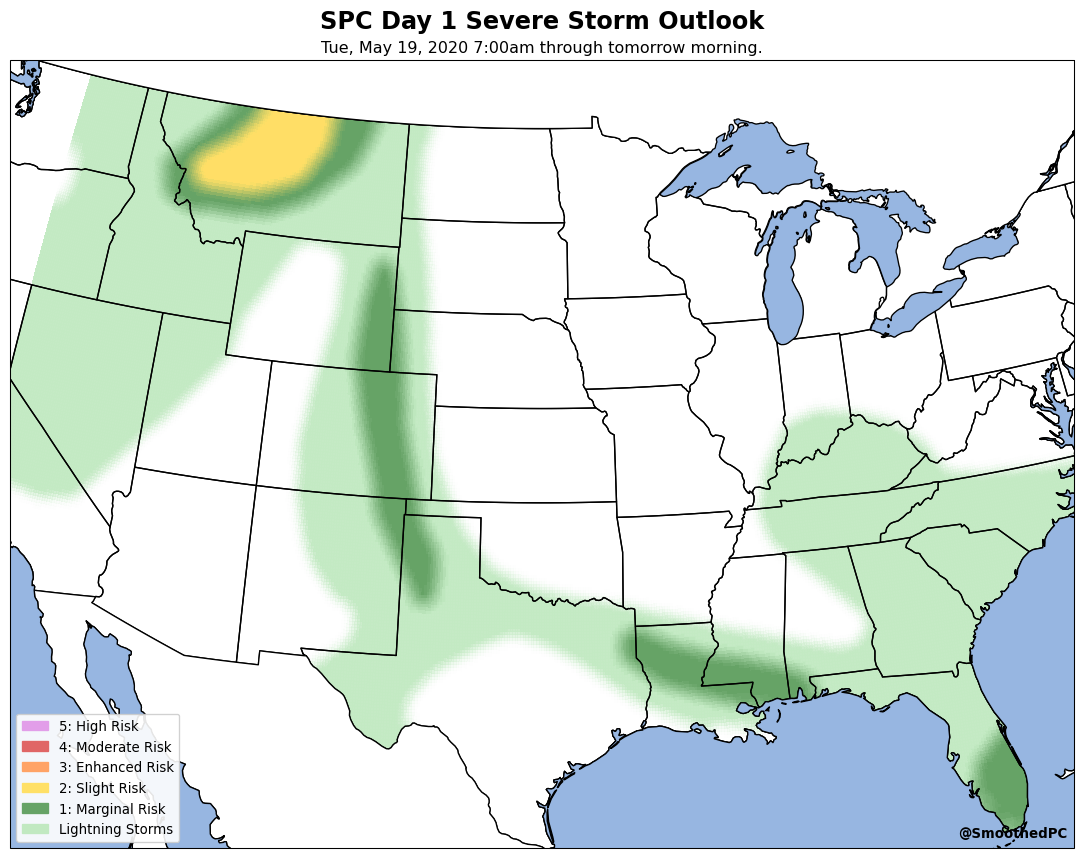 SPC Day 1 Severe Storm Outlook
Tue, May 19, 2020 7:00am through tomorrow morning.
5: High Risk
4: Moderate Risk
3: Enhanced Risk
2: Slight Risk
1: Marginal Risk
Lightning Storms
@SmoothedPC